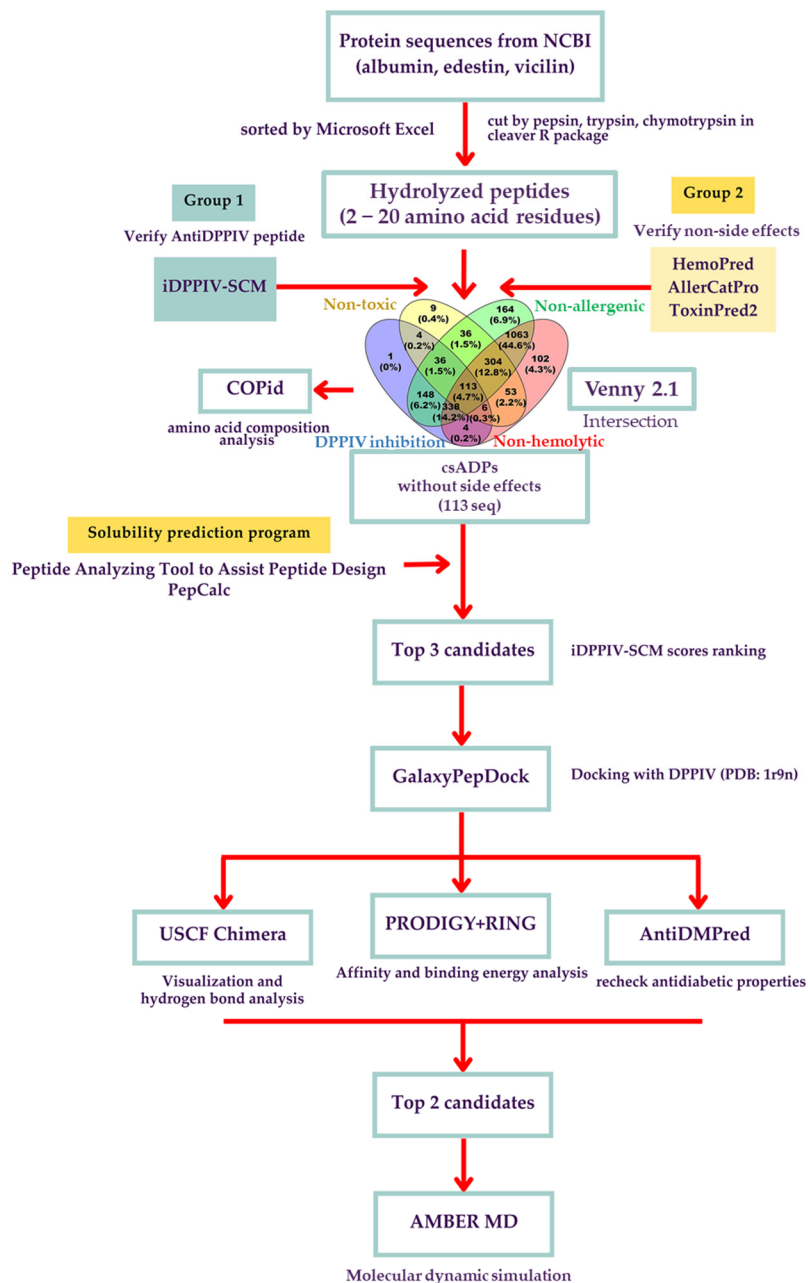 Protein sequences from NCBI
(albumin, edestin, vicilin)
sorted by Microsoft Excel
cut by pepsin, trypsin, chymotrypsin in
cleaver R package
Hydrolyzed peptides
(2 – 20 amino acid residues)
Group 1
Verify AntiDPPIV peptide
iDPPIV-SCM
Group 2
Verify non-side effects
HemoPred
AllerCatPro
ToxinPred2
Non-toxic
Non-allergenic
9
(0.4%)
164
(6.9%)
4
(0.2%)
36
(1.5%)
1063
(44.6%)
1
(0%)
36
(1.5%)
304
(12.8%)
102
(4.3%)
113
(4.7%)
148
(6.2%)
53
(2.2%)
338
(14.2%)
6
(0.3%)
4
(0.2%)
DPPIV inhibition
Non-hemolytic
COPid
amino acid composition
analysis
Venny 2.1
Intersection
csADPs
without side effects
(113 seq)
Solubility prediction program
Peptide Analyzing Tool to Assist Peptide Design
PepCalc
Top 3 candidates
iDPPIV-SCM scores ranking
GalaxyPepDock
Docking with DPPIV (PDB: 1r9n)
USCF Chimera
Visualization and
hydrogen bond analysis
PRODIGY+RING
Affinity and binding energy analysis
AntiDMPred
recheck antidiabetic properties
Top 2 candidates
AMBER MD
Molecular dynamic simulation